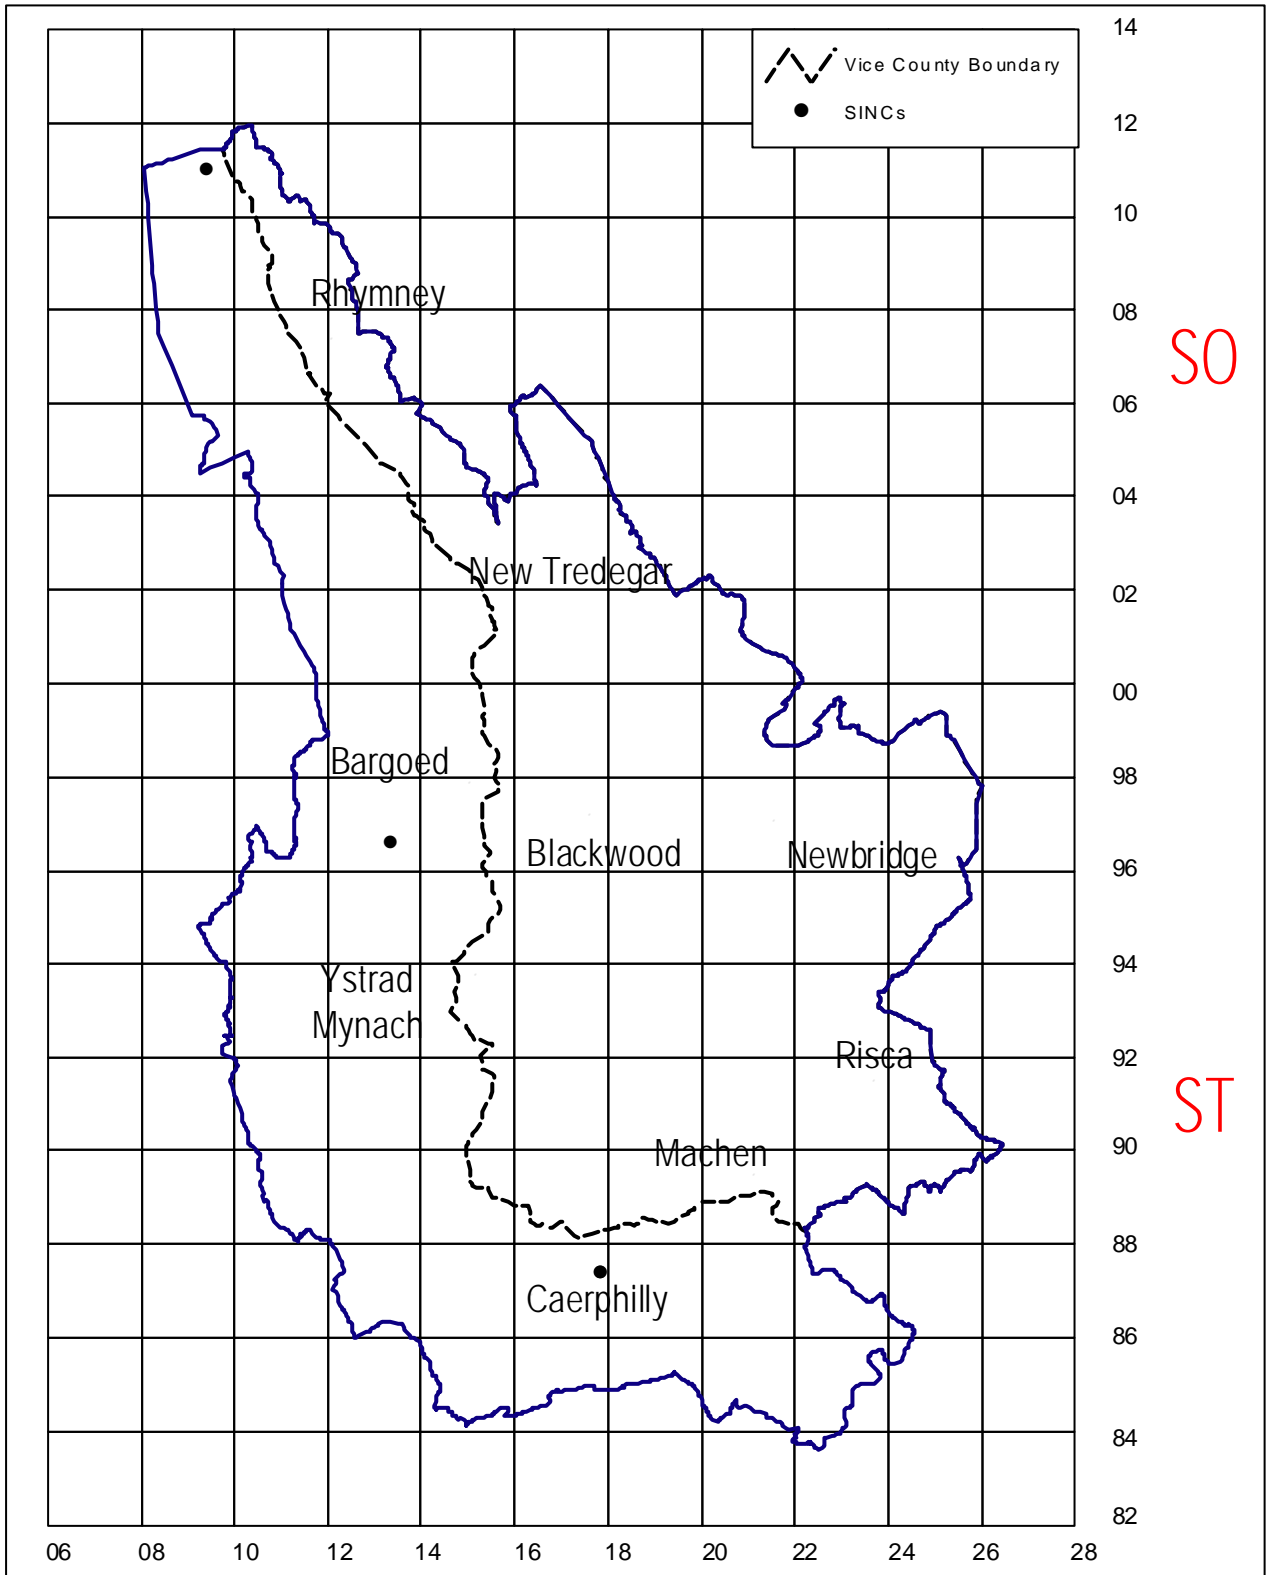 14
Vice County Boundary
SINCs
12
10
Rhymney
08
SO
06
04
New Tredegar
02
00
Bargoed
98
Blackwood
Newbridge
96
Ystrad
Mynach
94
Risca
92
ST
Machen
90
88
Caerphilly
86
84
82
06 08 10 12 14 16 18 20 22 24 26 28